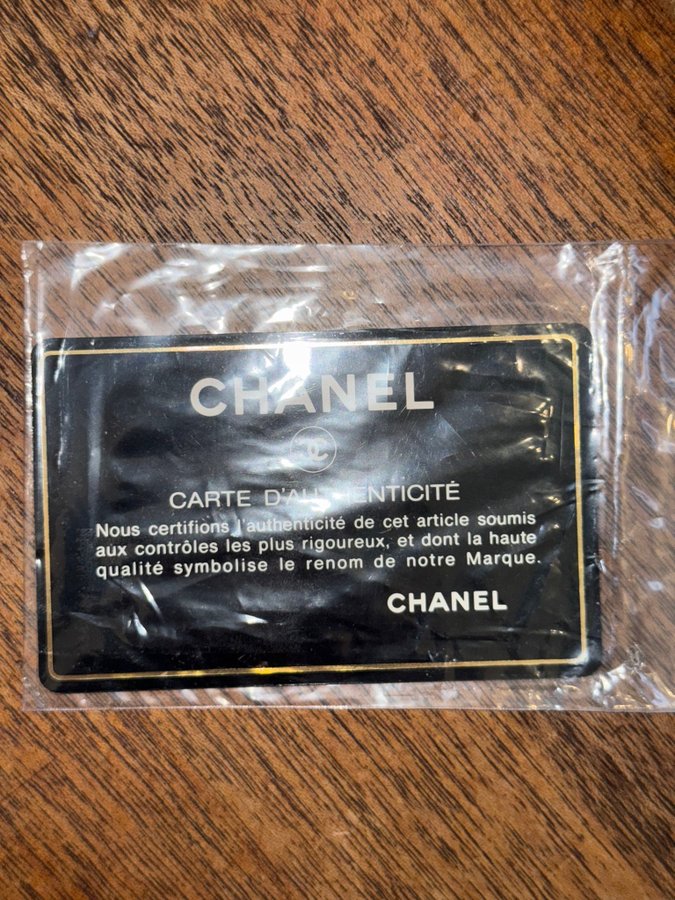 CHANEL
CARTE D'AUTHENTICITÉ
Nous certifions l'authenticité de cet article soumis
aux contrôles les plus rigoureux, et dont la haute
qualité symbolise le renom de notre Marque.
CHANEL